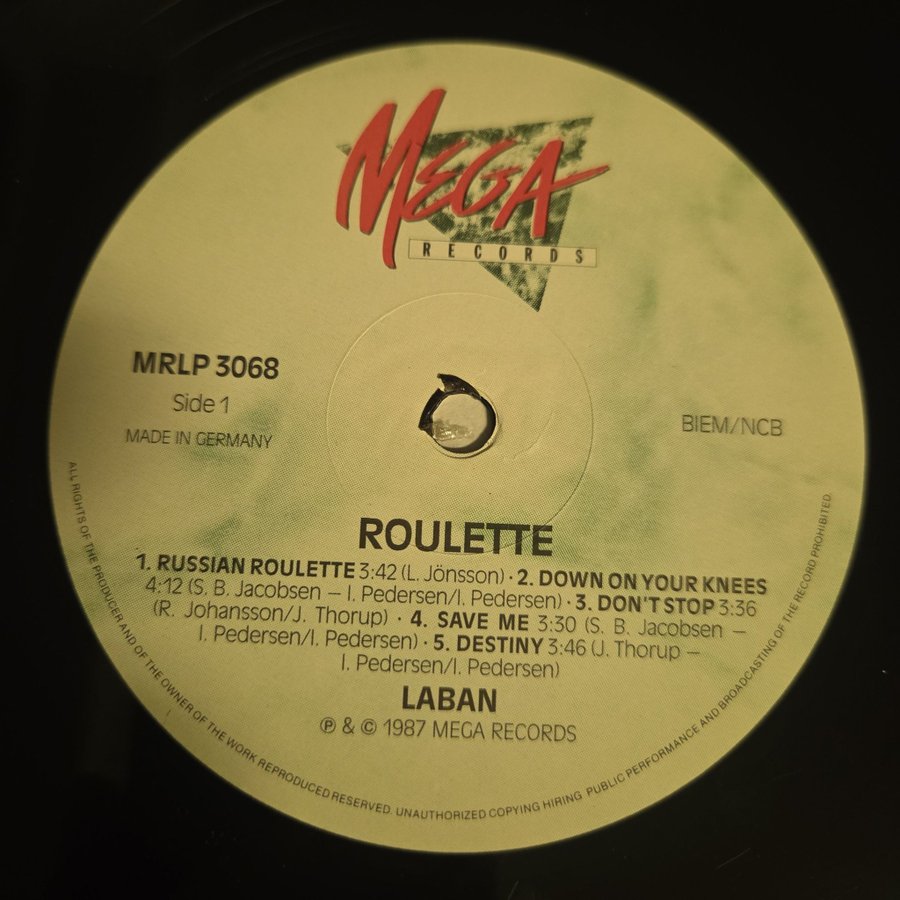 MEGA
RECORDS
MRLP 3068
Side 1
MADE IN GERMANY
BIEM/NCB
ROULETTE
1. RUSSIAN ROULETTE 3:42 (L. Jönsson) · 2. DOWN ON YOUR KNEES
4:12 (S. B. Jacobsen – I. Pedersen/I. Pedersen) · 3. DON'T STOP 3:36
(R. Johansson/J. Thorup) · 4. SAVE ME 3:30 (S. B. Jacobsen –
I. Pedersen/I. Pedersen) · 5. DESTINY 3:46 (J. Thorup –
I. Pedersen/I. Pedersen)
LABAN
℗ & © 1987 MEGA RECORDS
ALL RIGHTS OF THE PRODUCER AND OF THE OWNER OF THE WORK REPRODUCED RESERVED. UNAUTHORIZED COPYING HIRING PUBLIC PERFORMANCE AND BROADCASTING OF THE RECORD PROHIBITED